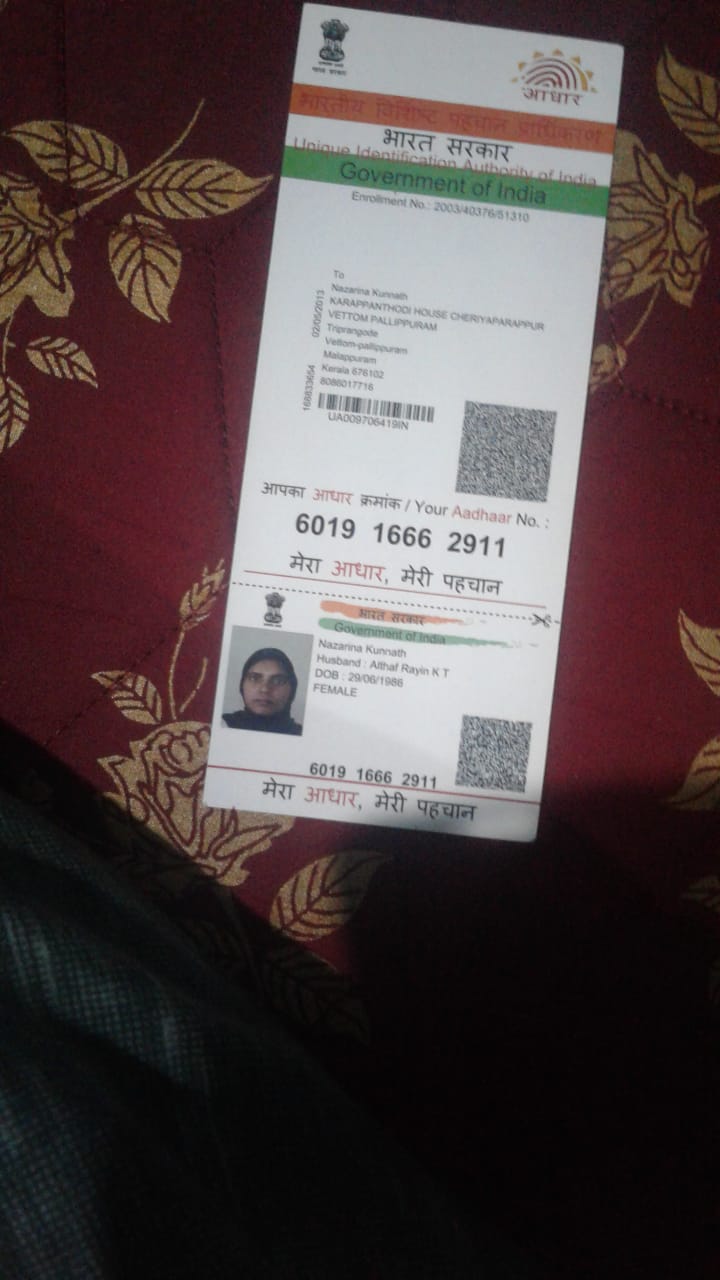 भारत सरकार
आधार
भारतीय विशिष्ट पहचान प्राधिकरण
भारत सरकार
Unique Identification Authority of India
Government of India
Enrollment No.: 2003/40376/51310
To
Nazarina Kunnath
KARAPPANTHODI HOUSE CHERIYAPARAPPUR
VETTOM PALLIPPURAM
Triprangode
Vettom-pallippuram
Malappuram
Kerala 676102
8086017716
02/05/2013
168833654
UA009706419IN
आपका आधार क्रमांक / Your Aadhaar No. :
6019 1666 2911
मेरा आधार, मेरी पहचान
भारत सरकार
Government of India
Nazarina Kunnath
Husband : Althaf Rayin K T
DOB : 29/06/1986
FEMALE
6019 1666 2911
मेरा आधार, मेरी पहचान